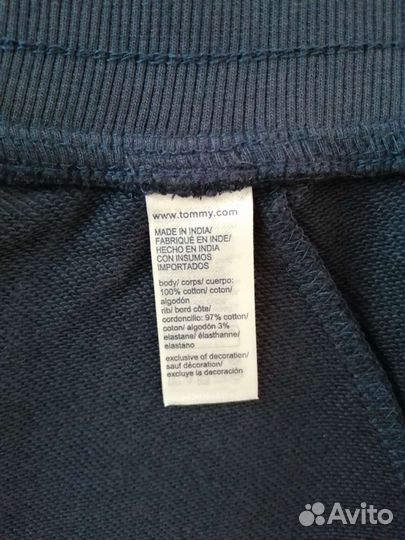 www.tommy.com
MADE IN INDIA/
FABRIQUÉ EN INDE/
HECHO EN INDIA
CON INSUMOS
IMPORTADOS
body/ corps/ cuerpo:
100% cotton/ coton/
algodón
rib/ bord côte/
cordoncillo: 97% cotton/
coton/ algodón 3%
elastane/ élasthanne/
elastano
exclusive of decoration/
sauf décoration/
excluye la decoración
Avito